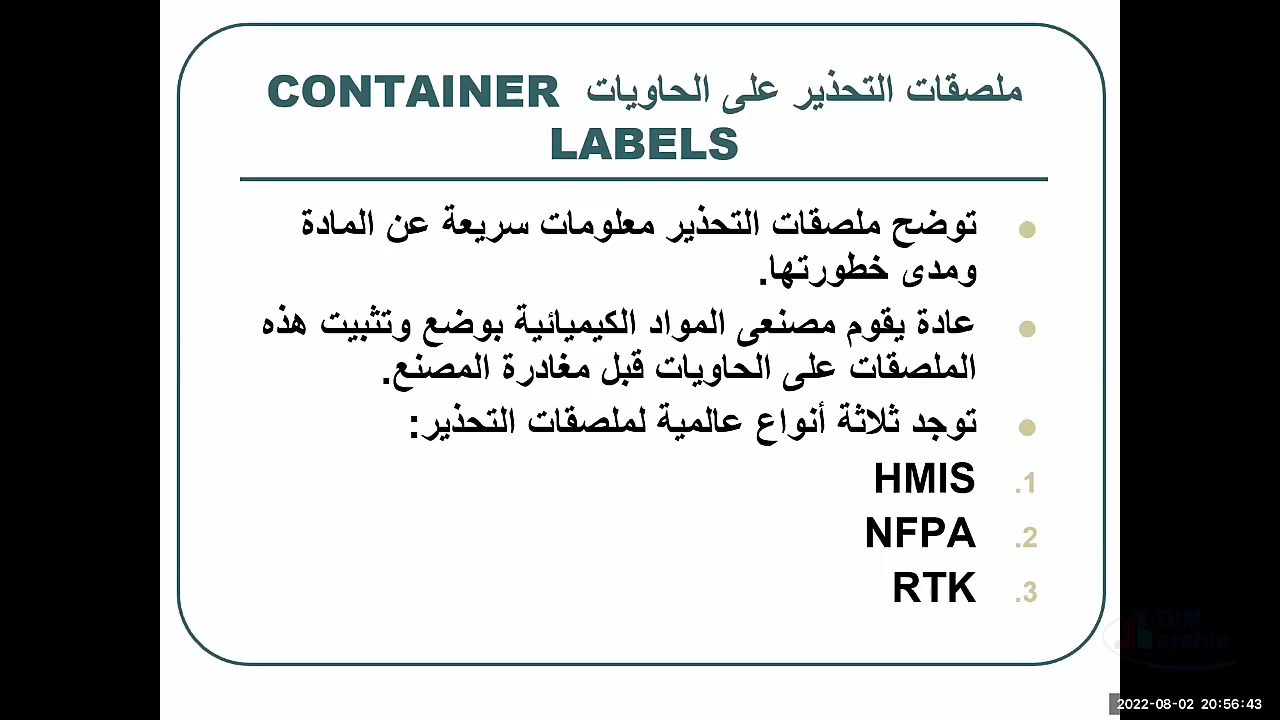 ملصقات التحذير على الحاويات CONTAINER
LABELS
توضح ملصقات التحذير معلومات سريعة عن المادة
ومدى خطورتها.
عادة يقوم مصنعى المواد الكيميائية بوضع وتثبيت هذه
الملصقات على الحاويات قبل مغادرة المصنع.
توجد ثلاثة أنواع عالمية لملصقات التحذير:
1. HMIS
2. NFPA
3. RTK
2022-08-02 20:56:43